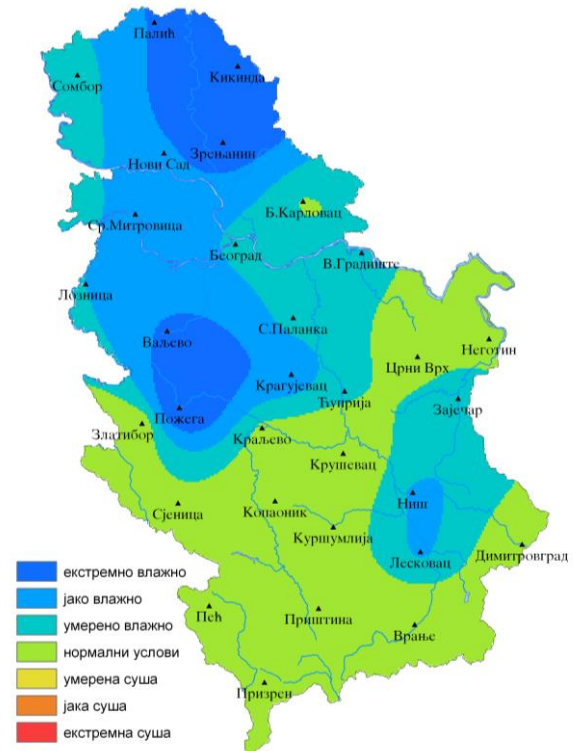 Палић
Кикинда
Сомбор
Зрењанин
Нови Сад
Б.Карловац
Ср.Митровица
Београд
В.Градиште
Лозница
С.Паланка
Ваљево
Неготин
Црни Врх
Крагујевац
Ћуприја
Зајечар
Пожега
Златибор
Краљево
Крушевац
Ниш
Сјеница
Копаоник
Куршумлија
Лесковац
Димитровград
Пећ
Приштина
Врање
Призрен
екстремно влажно
јако влажно
умерено влажно
нормални услови
умерена суша
јака суша
екстремна суша